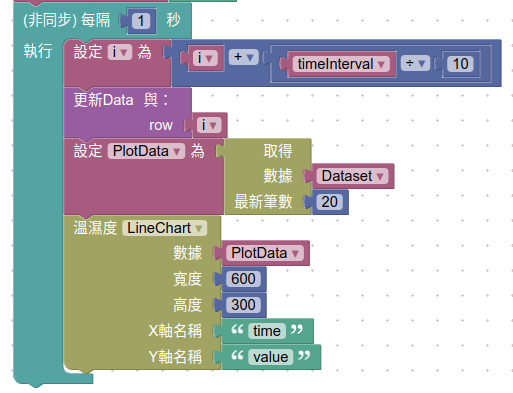 (非同步) 每隔 1 秒
執行 設定 i 為 i + timeInterval ÷ 10
更新Data 與：
row i
設定 PlotData 為 取得
數據 Dataset
最新筆數 20
溫濕度 LineChart
數據 PlotData
寬度 600
高度 300
X軸名稱 “ time ”
Y軸名稱 “ value ”